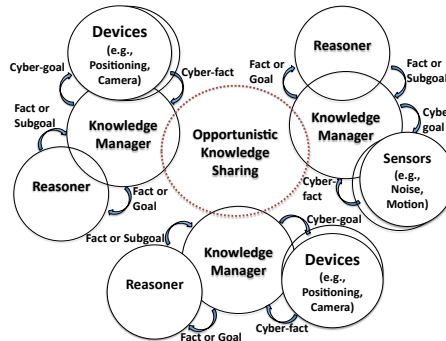 Devices
(e.g.,
Positioning,
Camera)
Cyber-goal
Cyber-fact
Fact or
Subgoal
Knowledge
Manager
Reasoner
Fact or
Goal
Opportunistic
Knowledge
Sharing
Reasoner
Fact or
Goal
Fact or
Subgoal
Knowledge
Manager
Cyber
goal
Sensors
(e.g.,
Noise,
Motion)
Cyber-
fact
Cyber-goal
Fact or Subgoal
Knowledge
Manager
Reasoner
Devices
(e.g.,
Positioning,
Camera)
Fact or Goal
Cyber-fact